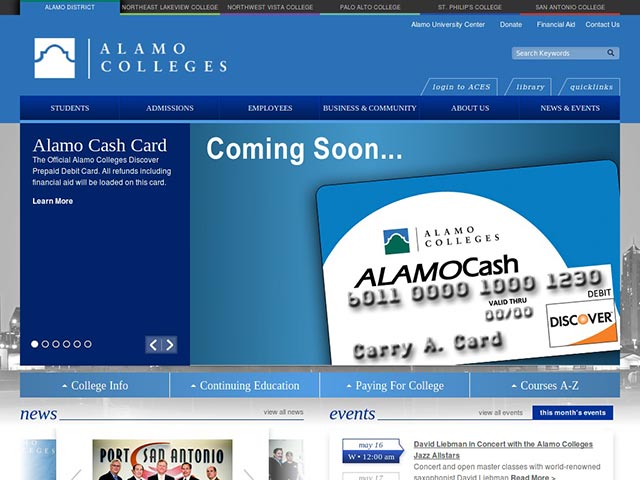 ALAMO DISTRICT
NORTHEAST LAKEVIEW COLLEGE
NORTHWEST VISTA COLLEGE
PALO ALTO COLLEGE
ST. PHILIP'S COLLEGE
SAN ANTONIO COLLEGE
Alamo University Center
Donate
Financial Aid
Contact Us
ALAMO
COLLEGES
Search Keywords
login to ACES
library
quicklinks
STUDENTS
ADMISSIONS
EMPLOYEES
BUSINESS & COMMUNITY
ABOUT US
NEWS & EVENTS
Alamo Cash Card
The Official Alamo Colleges Discover
Prepaid Debit Card. All refunds including
financial aid will be loaded on this card.
Learn More
Coming Soon...
ALAMO
COLLEGES
ALAMOCash
6011 0000 1000 1230
VALID THRU
00/00
DEBIT
DISCOVER
Carry A. Card
College Info
Continuing Education
Paying For College
Courses A-Z
news
view all news
events
view all events
this month's events
PORT SAN ANTONIO
may 16
W • 12:00 am
David Liebman in Concert with the Alamo Colleges
Jazz Allstars
Concert and open master classes with world-renowned
saxophonist David Liebman Read More >
may 17